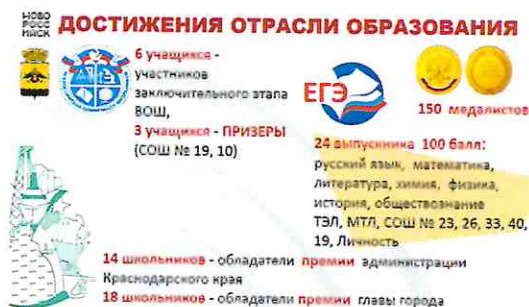 НОВО
РОСС
ИЙСК
ДОСТИЖЕНИЯ ОТРАСЛИ ОБРАЗОВАНИЯ
6 учащихся -
участников
заключительного этапа
ВОШ,
3 учащихся - ПРИЗЕРЫ
(СОШ № 19, 10)
ЕГЭ
150 медалистов
24 выпускника 100 балл:
русский язык, математика,
литература, химия, физика,
история, обществознание
ТЭЛ, МТЛ, СОШ № 23, 26, 33, 40,
19, Личность
14 школьников - обладатели премии администрации
Краснодарского края
18 школьников - обладатели премии главы города